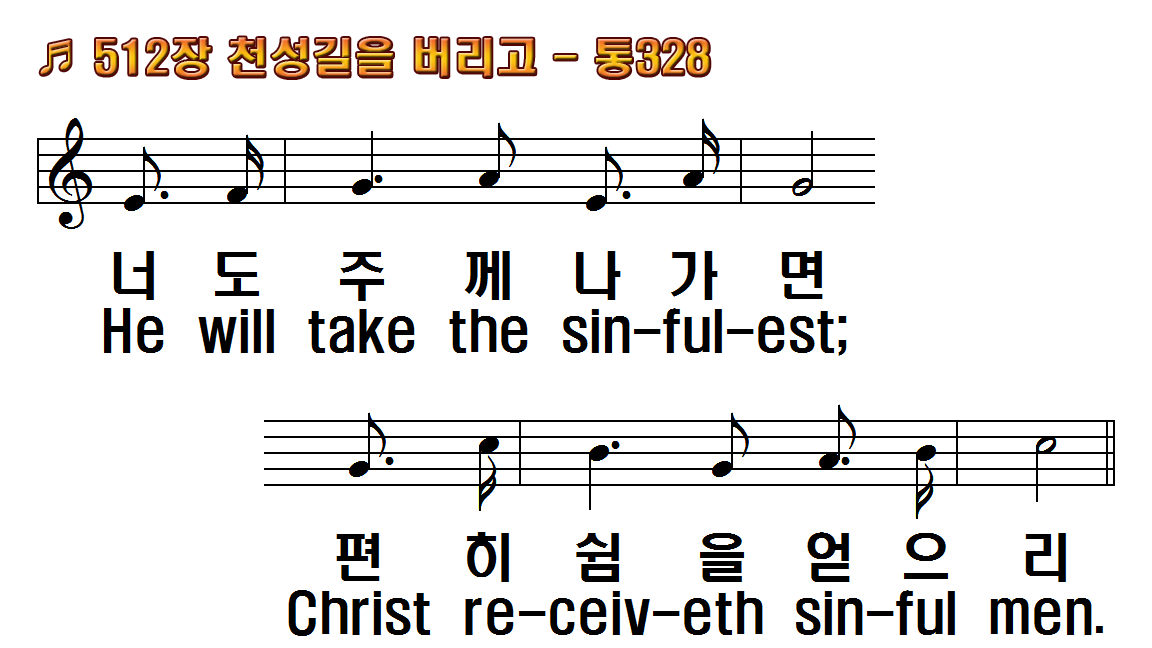 ♬ 512장 천성길을 버리고 - 통328
너 도 주 께 나 가 면
He will take the sin-ful-est;
편 히 쉼 을 얻 으 리
Christ re-ceiv-eth sin-ful men.